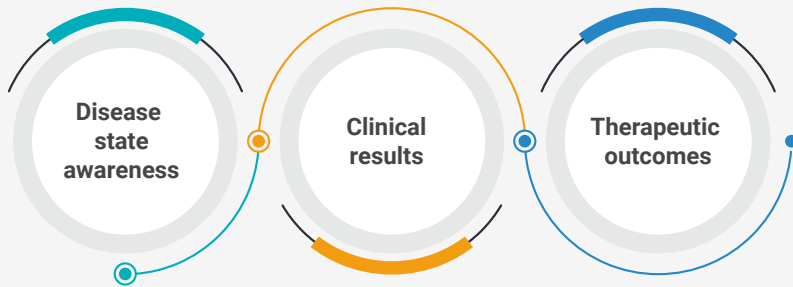 Disease
state
awareness
Clinical
results
Therapeutic
outcomes